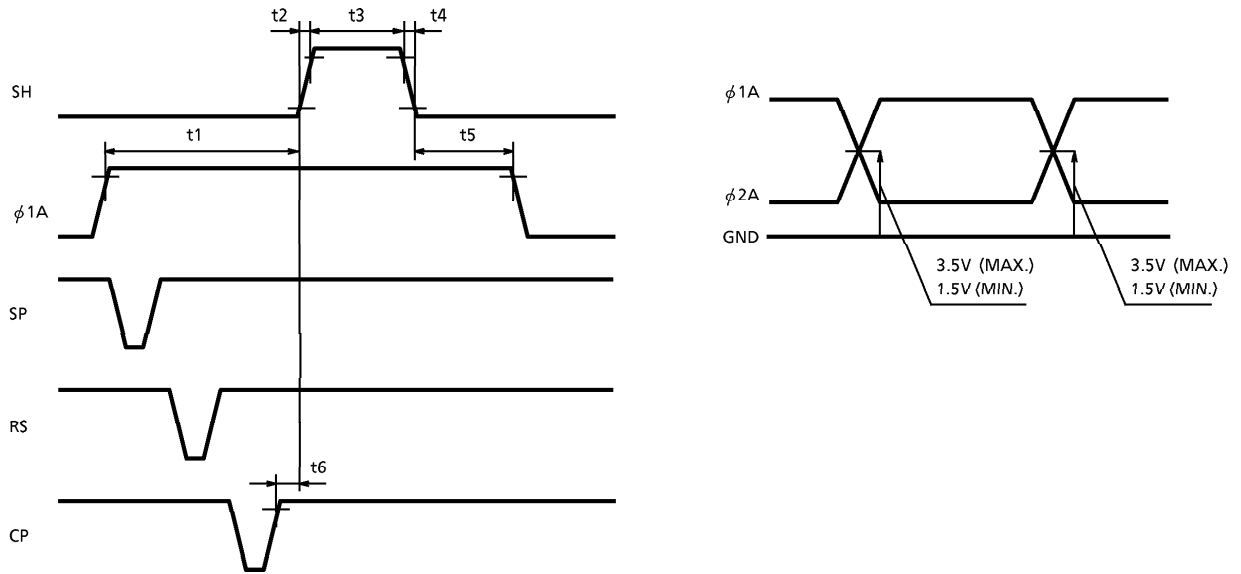 t2
t3
t4
SH
t1
t5
ϕ1A
SP
RS
t6
CP
ϕ1A
ϕ2A
GND
3.5V (MAX.)
1.5V (MIN.)
3.5V (MAX.)
1.5V (MIN.)